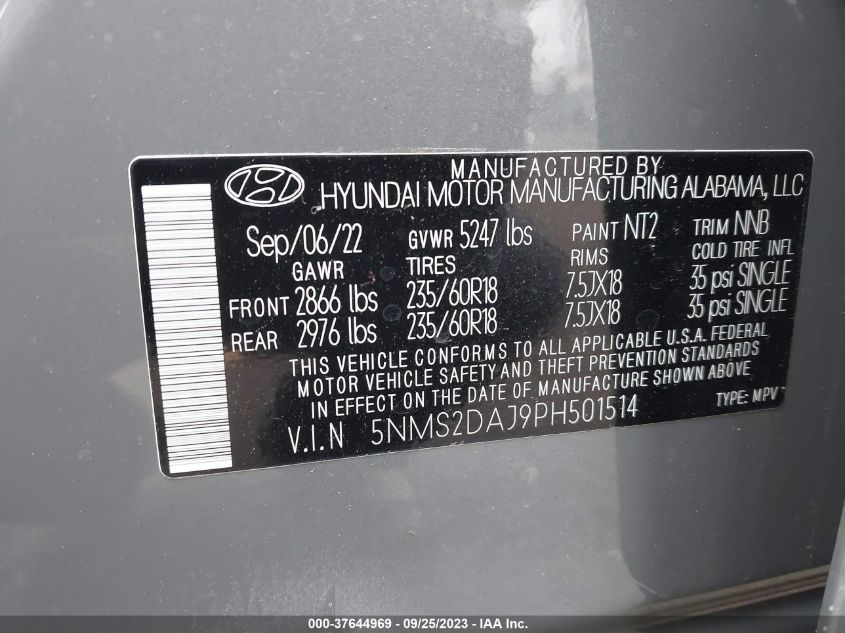 MANUFACTURED BY
HYUNDAI MOTOR MANUFACTURING ALABAMA, LLC
Sep/06/22 GVWR 5247 lbs PAINT NT2 TRIM NNB
GAWR TIRES RIMS COLD TIRE INFL
FRONT 2866 lbs 235/60R18 7.5JX18 35 psi SINGLE
REAR 2976 lbs 235/60R18 7.5JX18 35 psi SINGLE
THIS VEHICLE CONFORMS TO ALL APPLICABLE U.S.A. FEDERAL
MOTOR VEHICLE SAFETY AND THEFT PREVENTION STANDARDS
IN EFFECT ON THE DATE OF MANUFACTURE SHOWN ABOVE
V.I.N 5NMS2DAJ9PH501514 TYPE: MPV
000-37644969 - 09/25/2023 - IAA Inc.